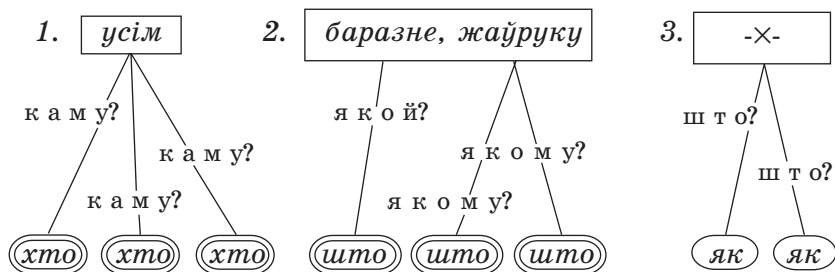 1. усім 2. баразне, жаўруку 3. -×-
каму? якой? што?
каму? якому?
каму? якому? што?
хто хто хто што што што як як